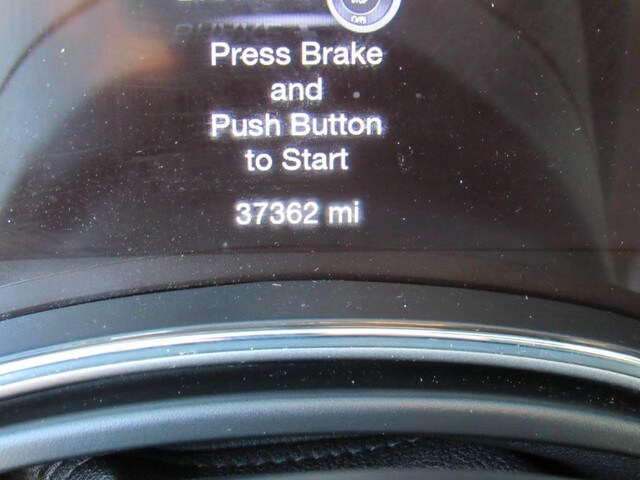 Press Brake
and
Push Button
to Start
37362 mi